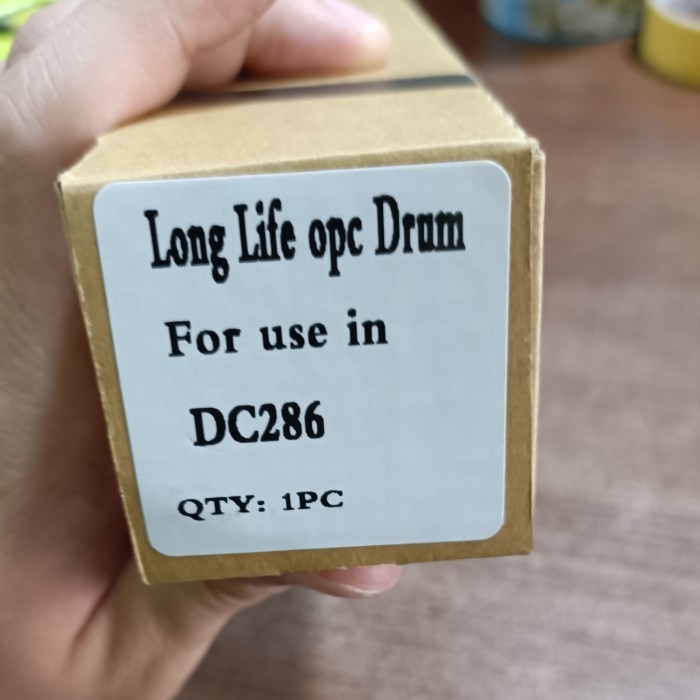 Long Life opc Drum
For use in
DC286
QTY: 1PC